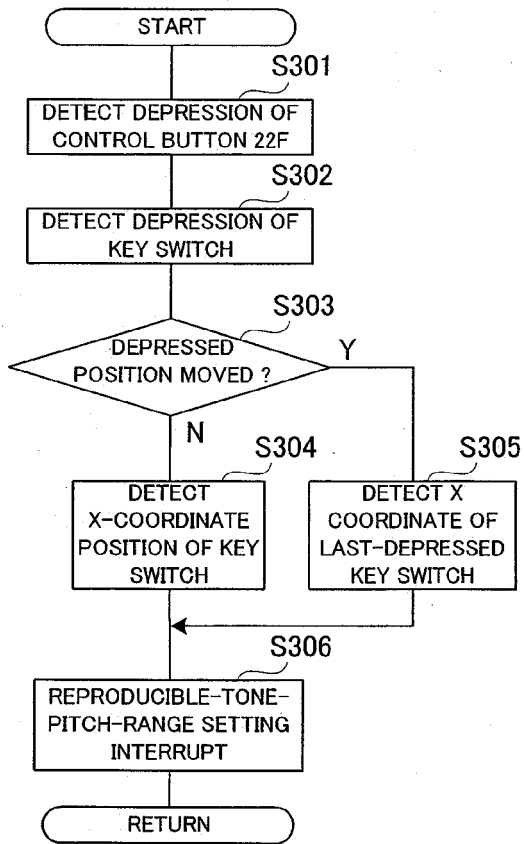 START
S301
DETECT DEPRESSION OF
CONTROL BUTTON 22F
S302
DETECT DEPRESSION OF
KEY SWITCH
S303
DEPRESSED
POSITION MOVED ?
Y
N
S304
DETECT
X-COORDINATE
POSITION OF KEY
SWITCH
S305
DETECT X
COORDINATE OF
LAST-DEPRESSED
KEY SWITCH
S306
REPRODUCIBLE-TONE-
PITCH-RANGE SETTING
INTERRUPT
RETURN